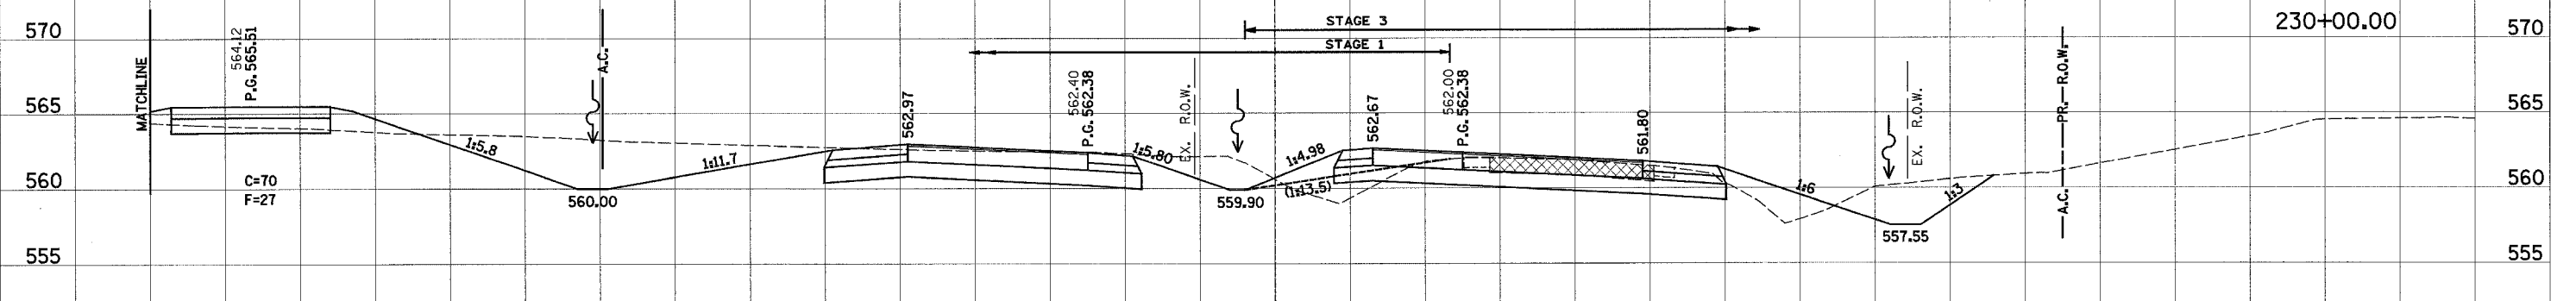 STAGE 3
230+00.00
570
570
STAGE 1
564.12
P.G. 565.51
MATCHLINE
A.C.
562.97
562.40
P.G. 562.38
EX. R.O.W.
562.67
562.00
P.G. 562.38
561.80
EX. R.O.W.
A.C. PR. R.O.W.
565
565
1:5.8
1:11.7
1:5.80
1:4.98
(1:13.5)
1:6
1:3
560
560
C=70
F=27
560.00
559.90
557.55
555
555